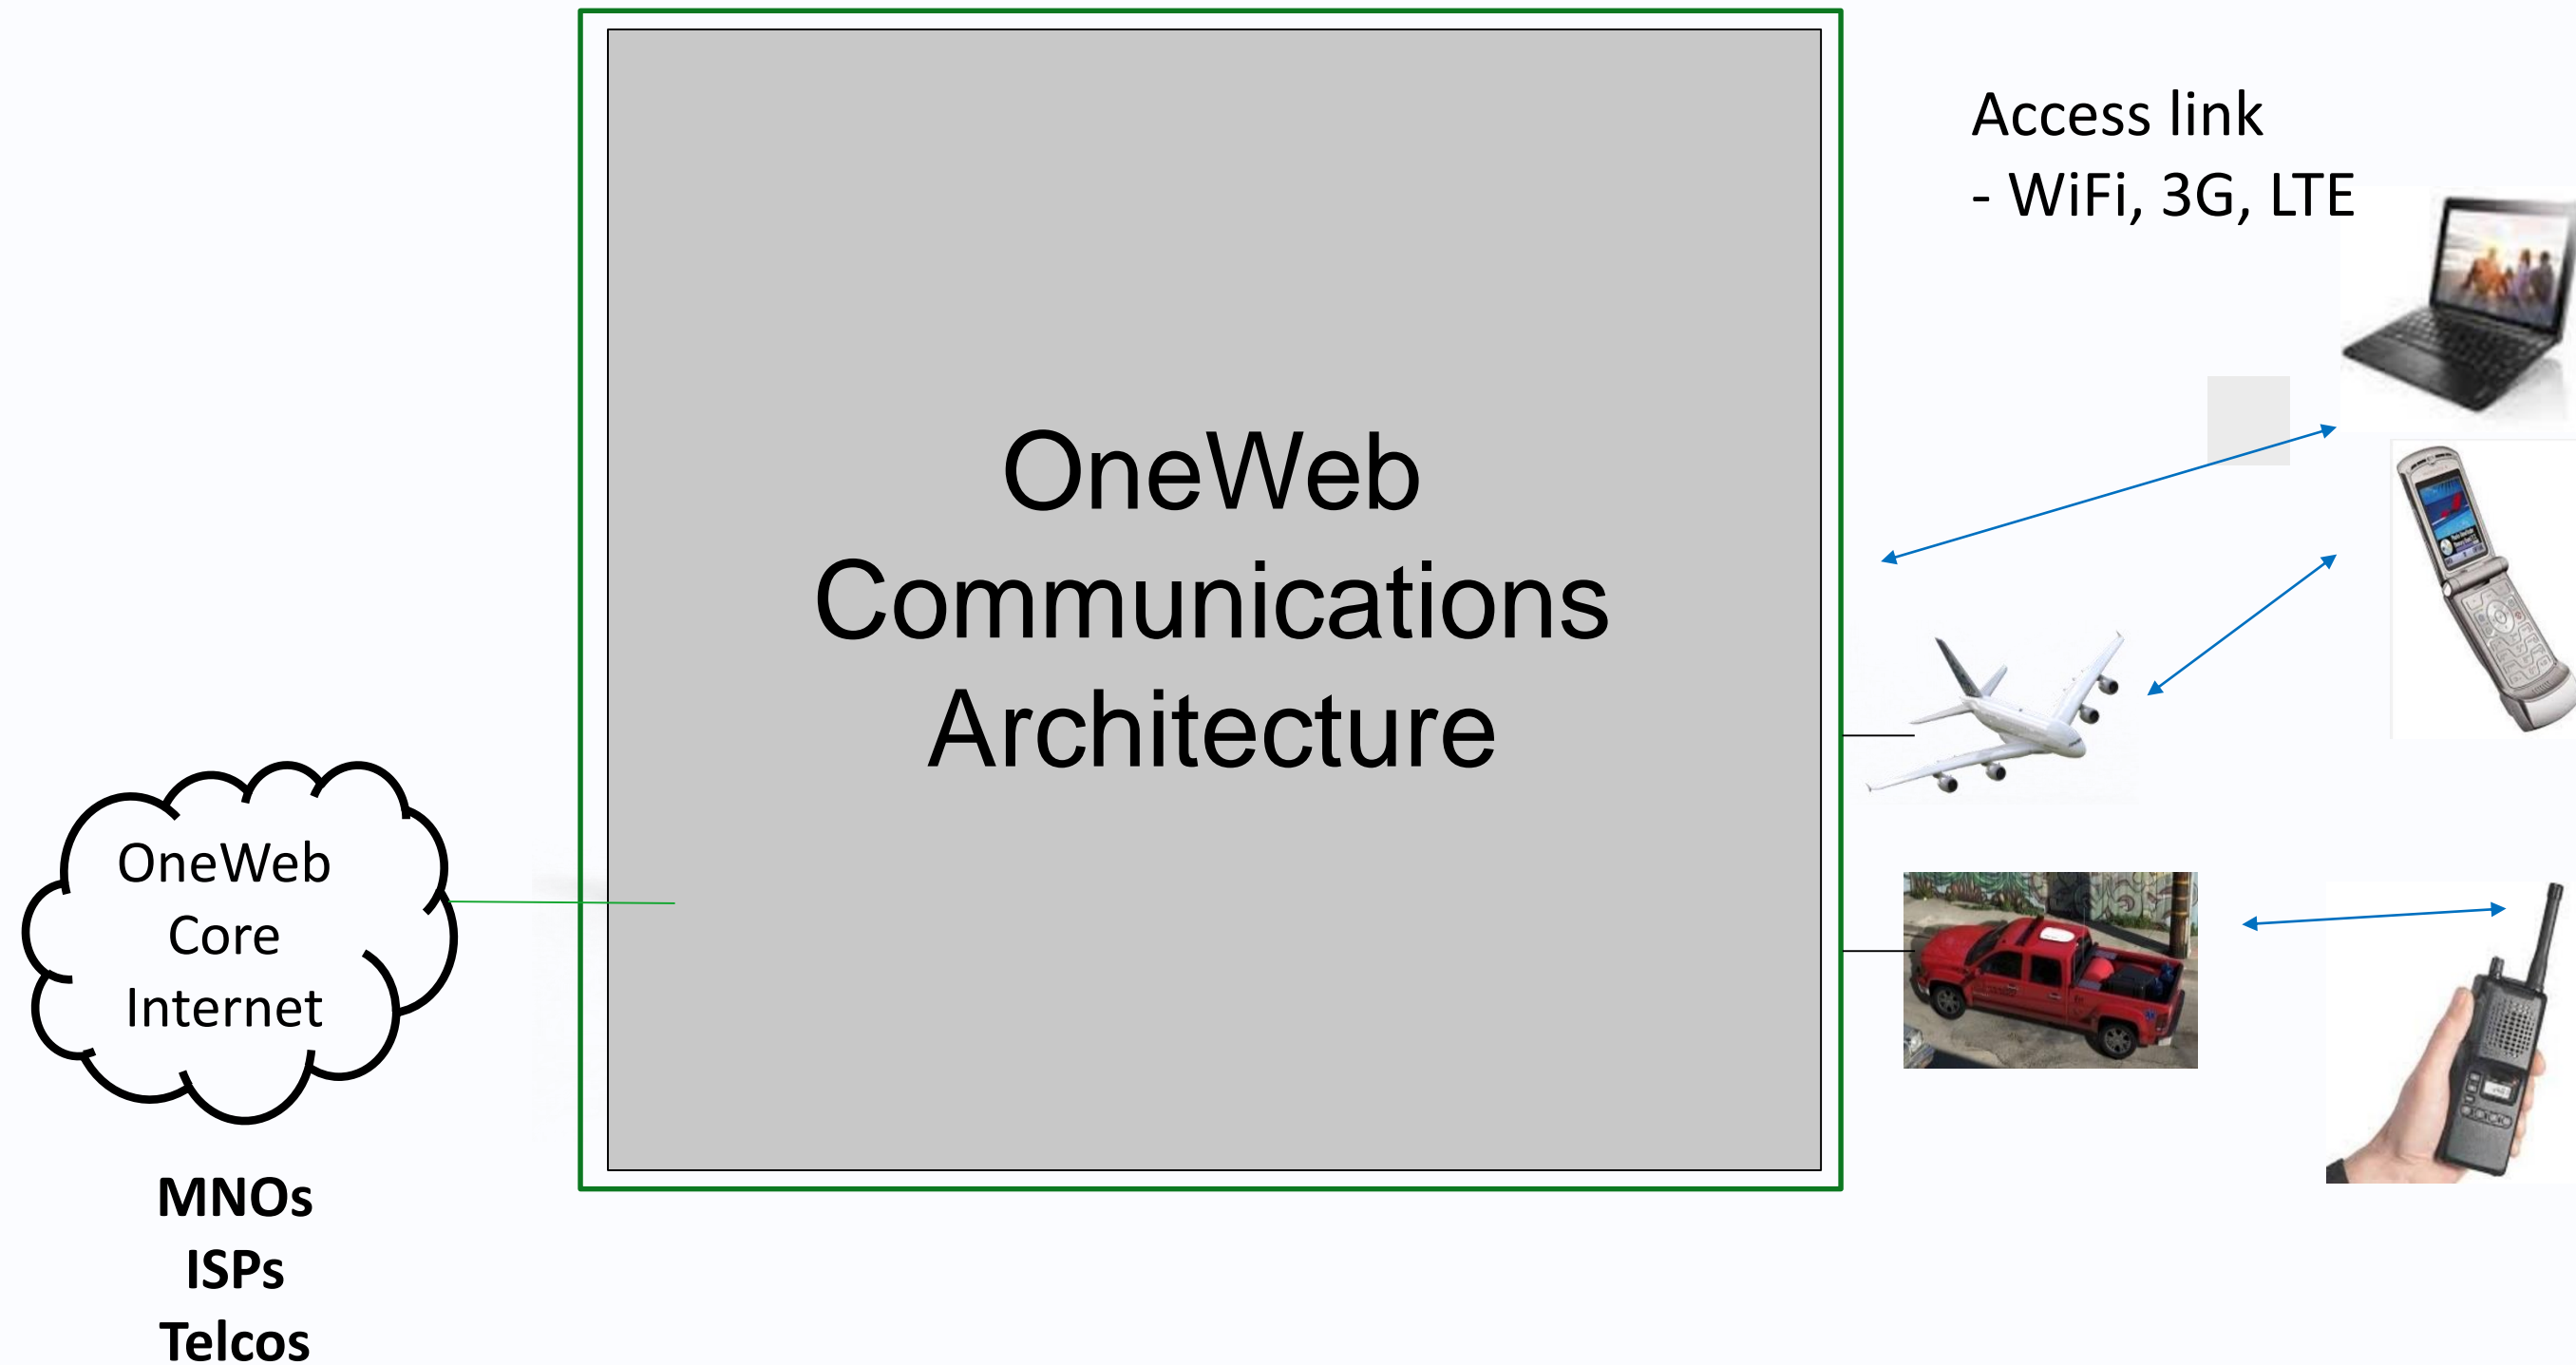 Access link
- WiFi, 3G, LTE
OneWeb
Communications
Architecture
OneWeb
Core
Internet
MNOs
ISPs
Telcos